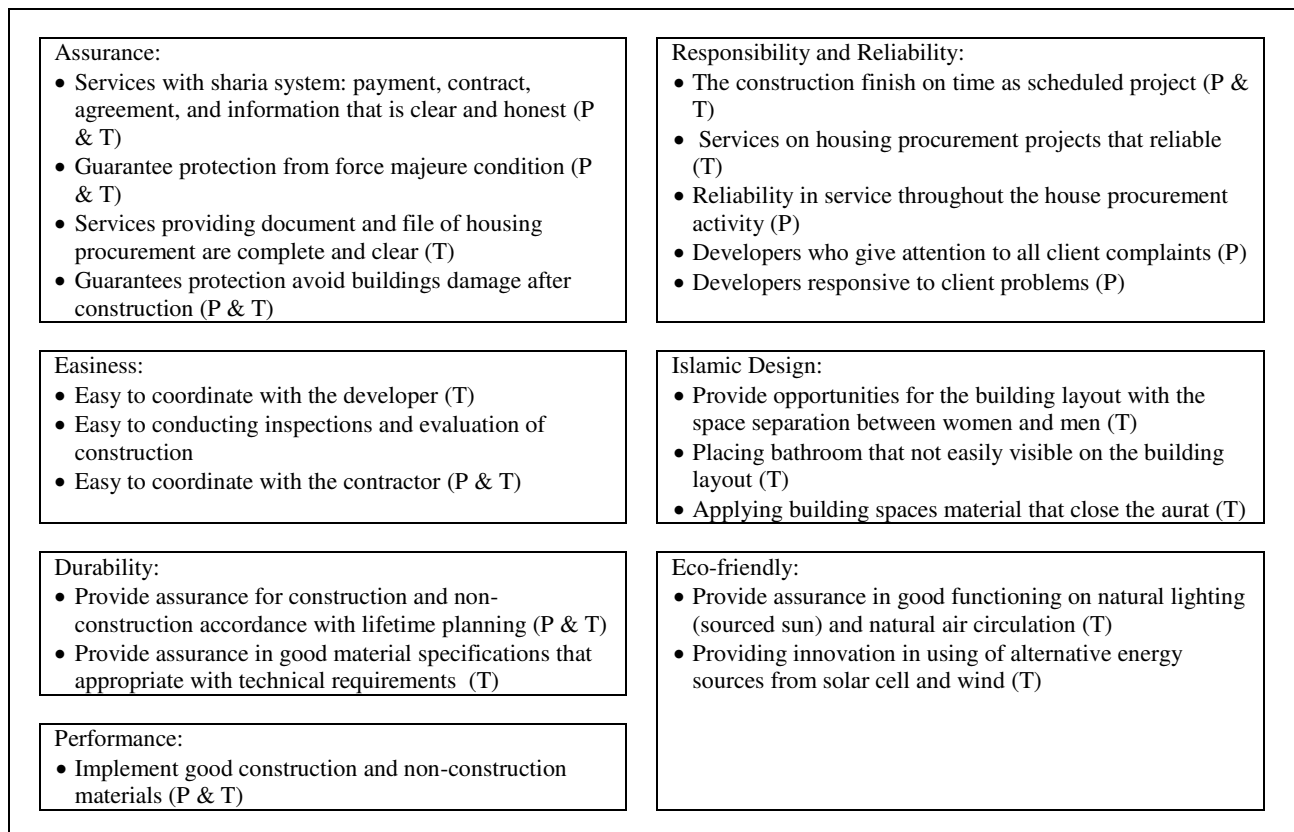 Assurance:
• Services with sharia system: payment, contract,
agreement, and information that is clear and honest (P
& T)
• Guarantee protection from force majeure condition (P
& T)
• Services providing document and file of housing
procurement are complete and clear (T)
• Guarantees protection avoid buildings damage after
construction (P & T)
Responsibility and Reliability:
• The construction finish on time as scheduled project (P &
T)
• Services on housing procurement projects that reliable
(T)
• Reliability in service throughout the house procurement
activity (P)
• Developers who give attention to all client complaints (P)
• Developers responsive to client problems (P)
Easiness:
• Easy to coordinate with the developer (T)
• Easy to conducting inspections and evaluation of
construction
• Easy to coordinate with the contractor (P & T)
Islamic Design:
• Provide opportunities for the building layout with the
space separation between women and men (T)
• Placing bathroom that not easily visible on the building
layout (T)
• Applying building spaces material that close the aurat (T)
Durability:
• Provide assurance for construction and non-
construction accordance with lifetime planning (P & T)
• Provide assurance in good material specifications that
appropriate with technical requirements (T)
Eco-friendly:
• Provide assurance in good functioning on natural lighting
(sourced sun) and natural air circulation (T)
• Providing innovation in using of alternative energy
sources from solar cell and wind (T)
Performance:
• Implement good construction and non-construction
materials (P & T)